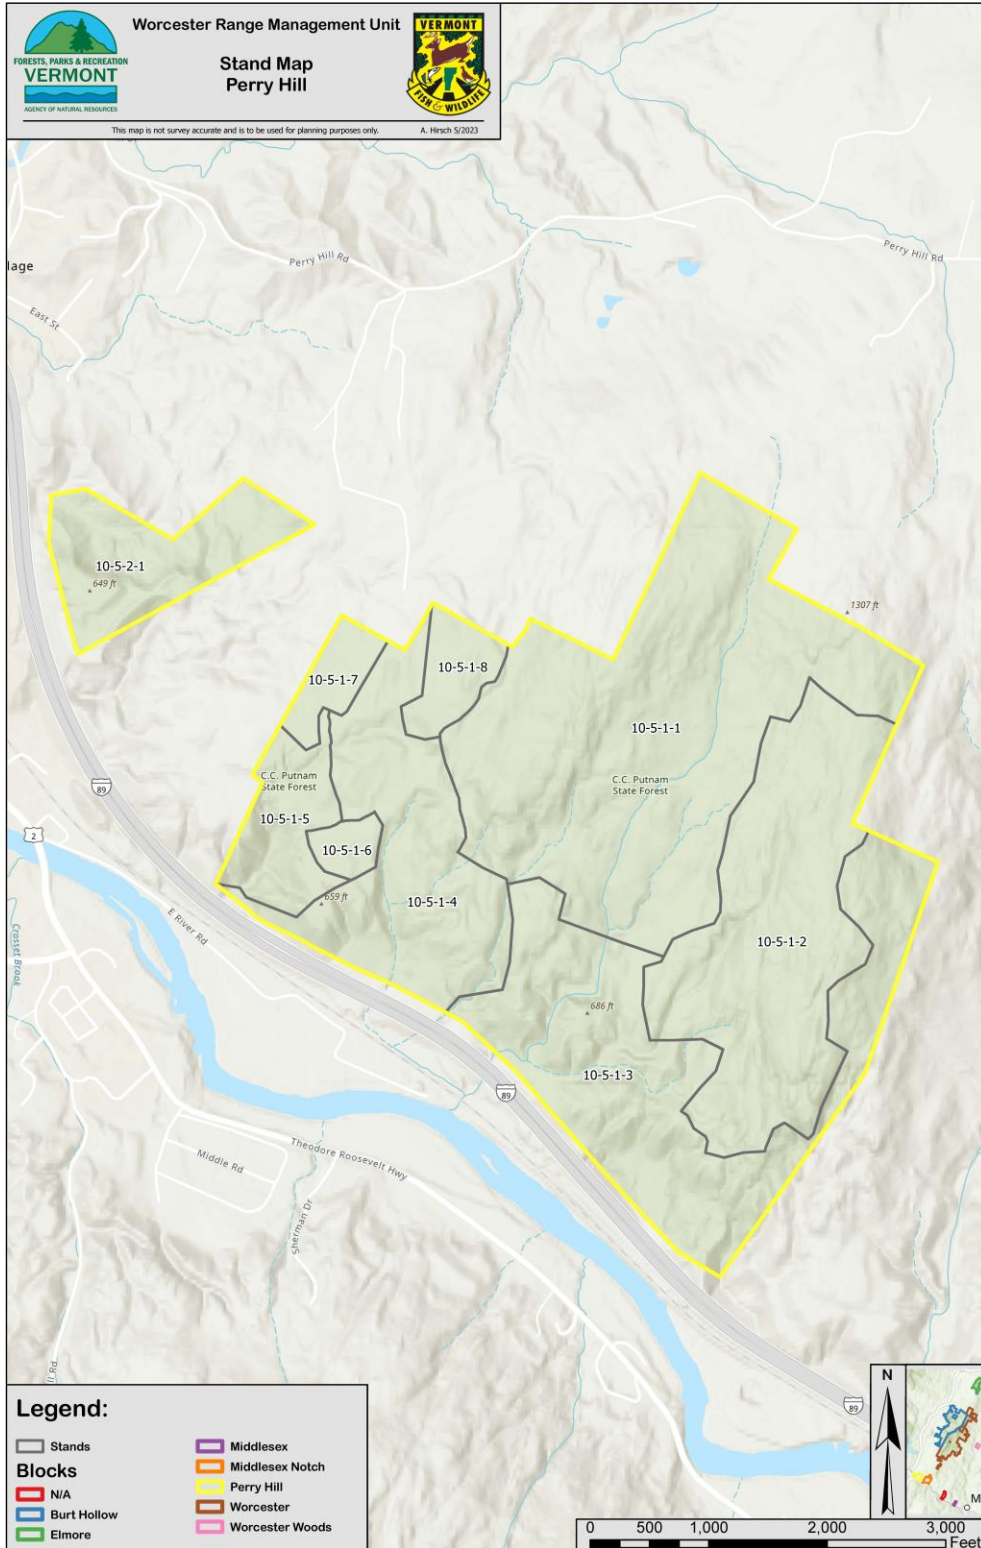 Worcester Range Management Unit
Stand Map
Perry Hill
FORESTS, PARKS & RECREATION
VERMONT
AGENCY OF NATURAL RESOURCES
VERMONT
FISH & WILDLIFE
This map is not survey accurate and is to be used for planning purposes only.
A. Hirsch 5/2023
Perry Hill Rd
Perry Hill Rd
lage
East St
10-5-2-1
649 ft
1307 ft
10-5-1-8
10-5-1-7
10-5-1-1
C.C. Putnam
State Forest
C.C. Putnam
State Forest
89
10-5-1-5
2
10-5-1-6
659 ft
10-5-1-4
E River Rd
10-5-1-2
Crosset Brook
686 ft
10-5-1-3
89
Theodore Roosevelt Hwy
Middle Rd
Sherman Dr
ll Rd
89
N
M
Legend:
Stands
Blocks
N/A
Burt Hollow
Elmore
Middlesex
Middlesex Notch
Perry Hill
Worcester
Worcester Woods
0 500 1,000 2,000 3,000
Feet